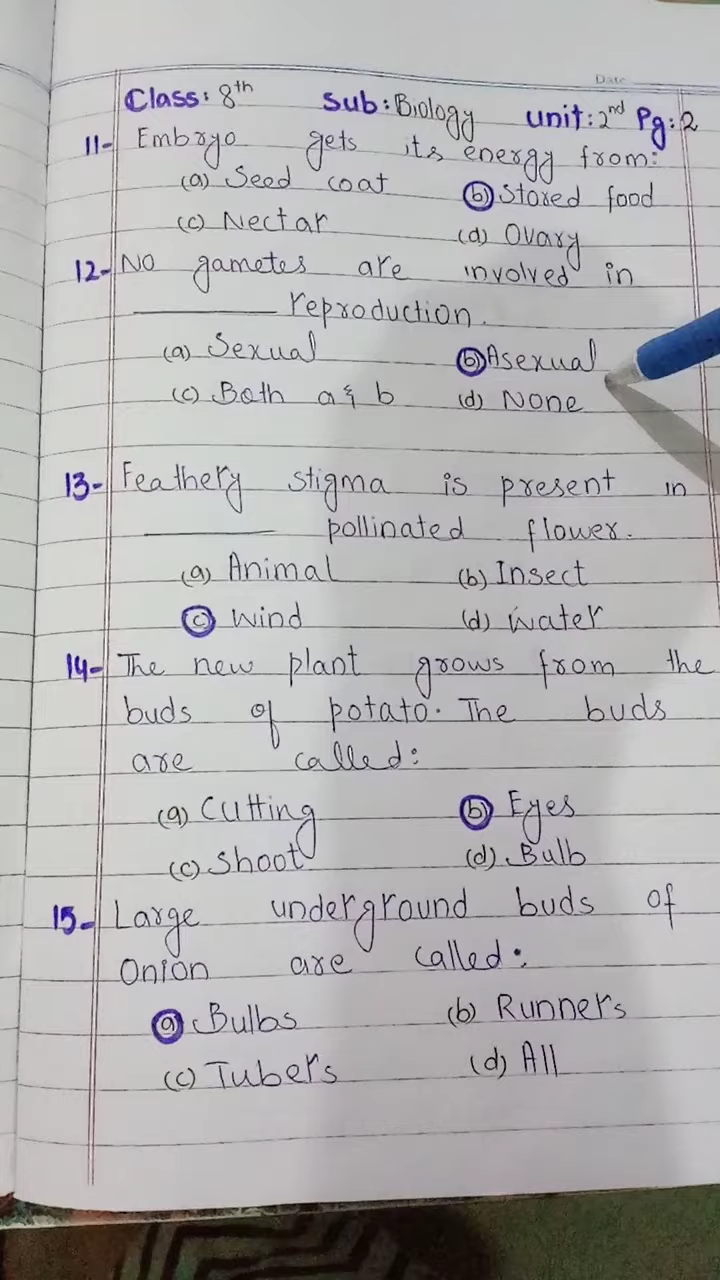 Date
Class: 8th Sub: Biology unit: 2nd Pg: 2
11- Embryo gets its energy from:
(a) Seed coat (b) Stored food
(c) Nectar (d) Ovary
12- No gametes are involved in
________ reproduction.
(a) Sexual (b) Asexual
(c) Both a & b (d) None
13- Feathery stigma is present in
________ pollinated flower.
(a) Animal (b) Insect
(c) Wind (d) Water
14- The new plant grows from the
buds of potato. The buds
are called:
(a) Cutting (b) Eyes
(c) Shoot (d) Bulb
15- Large underground buds of
Onion are called:
(a) Bulbs (b) Runners
(c) Tubers (d) All